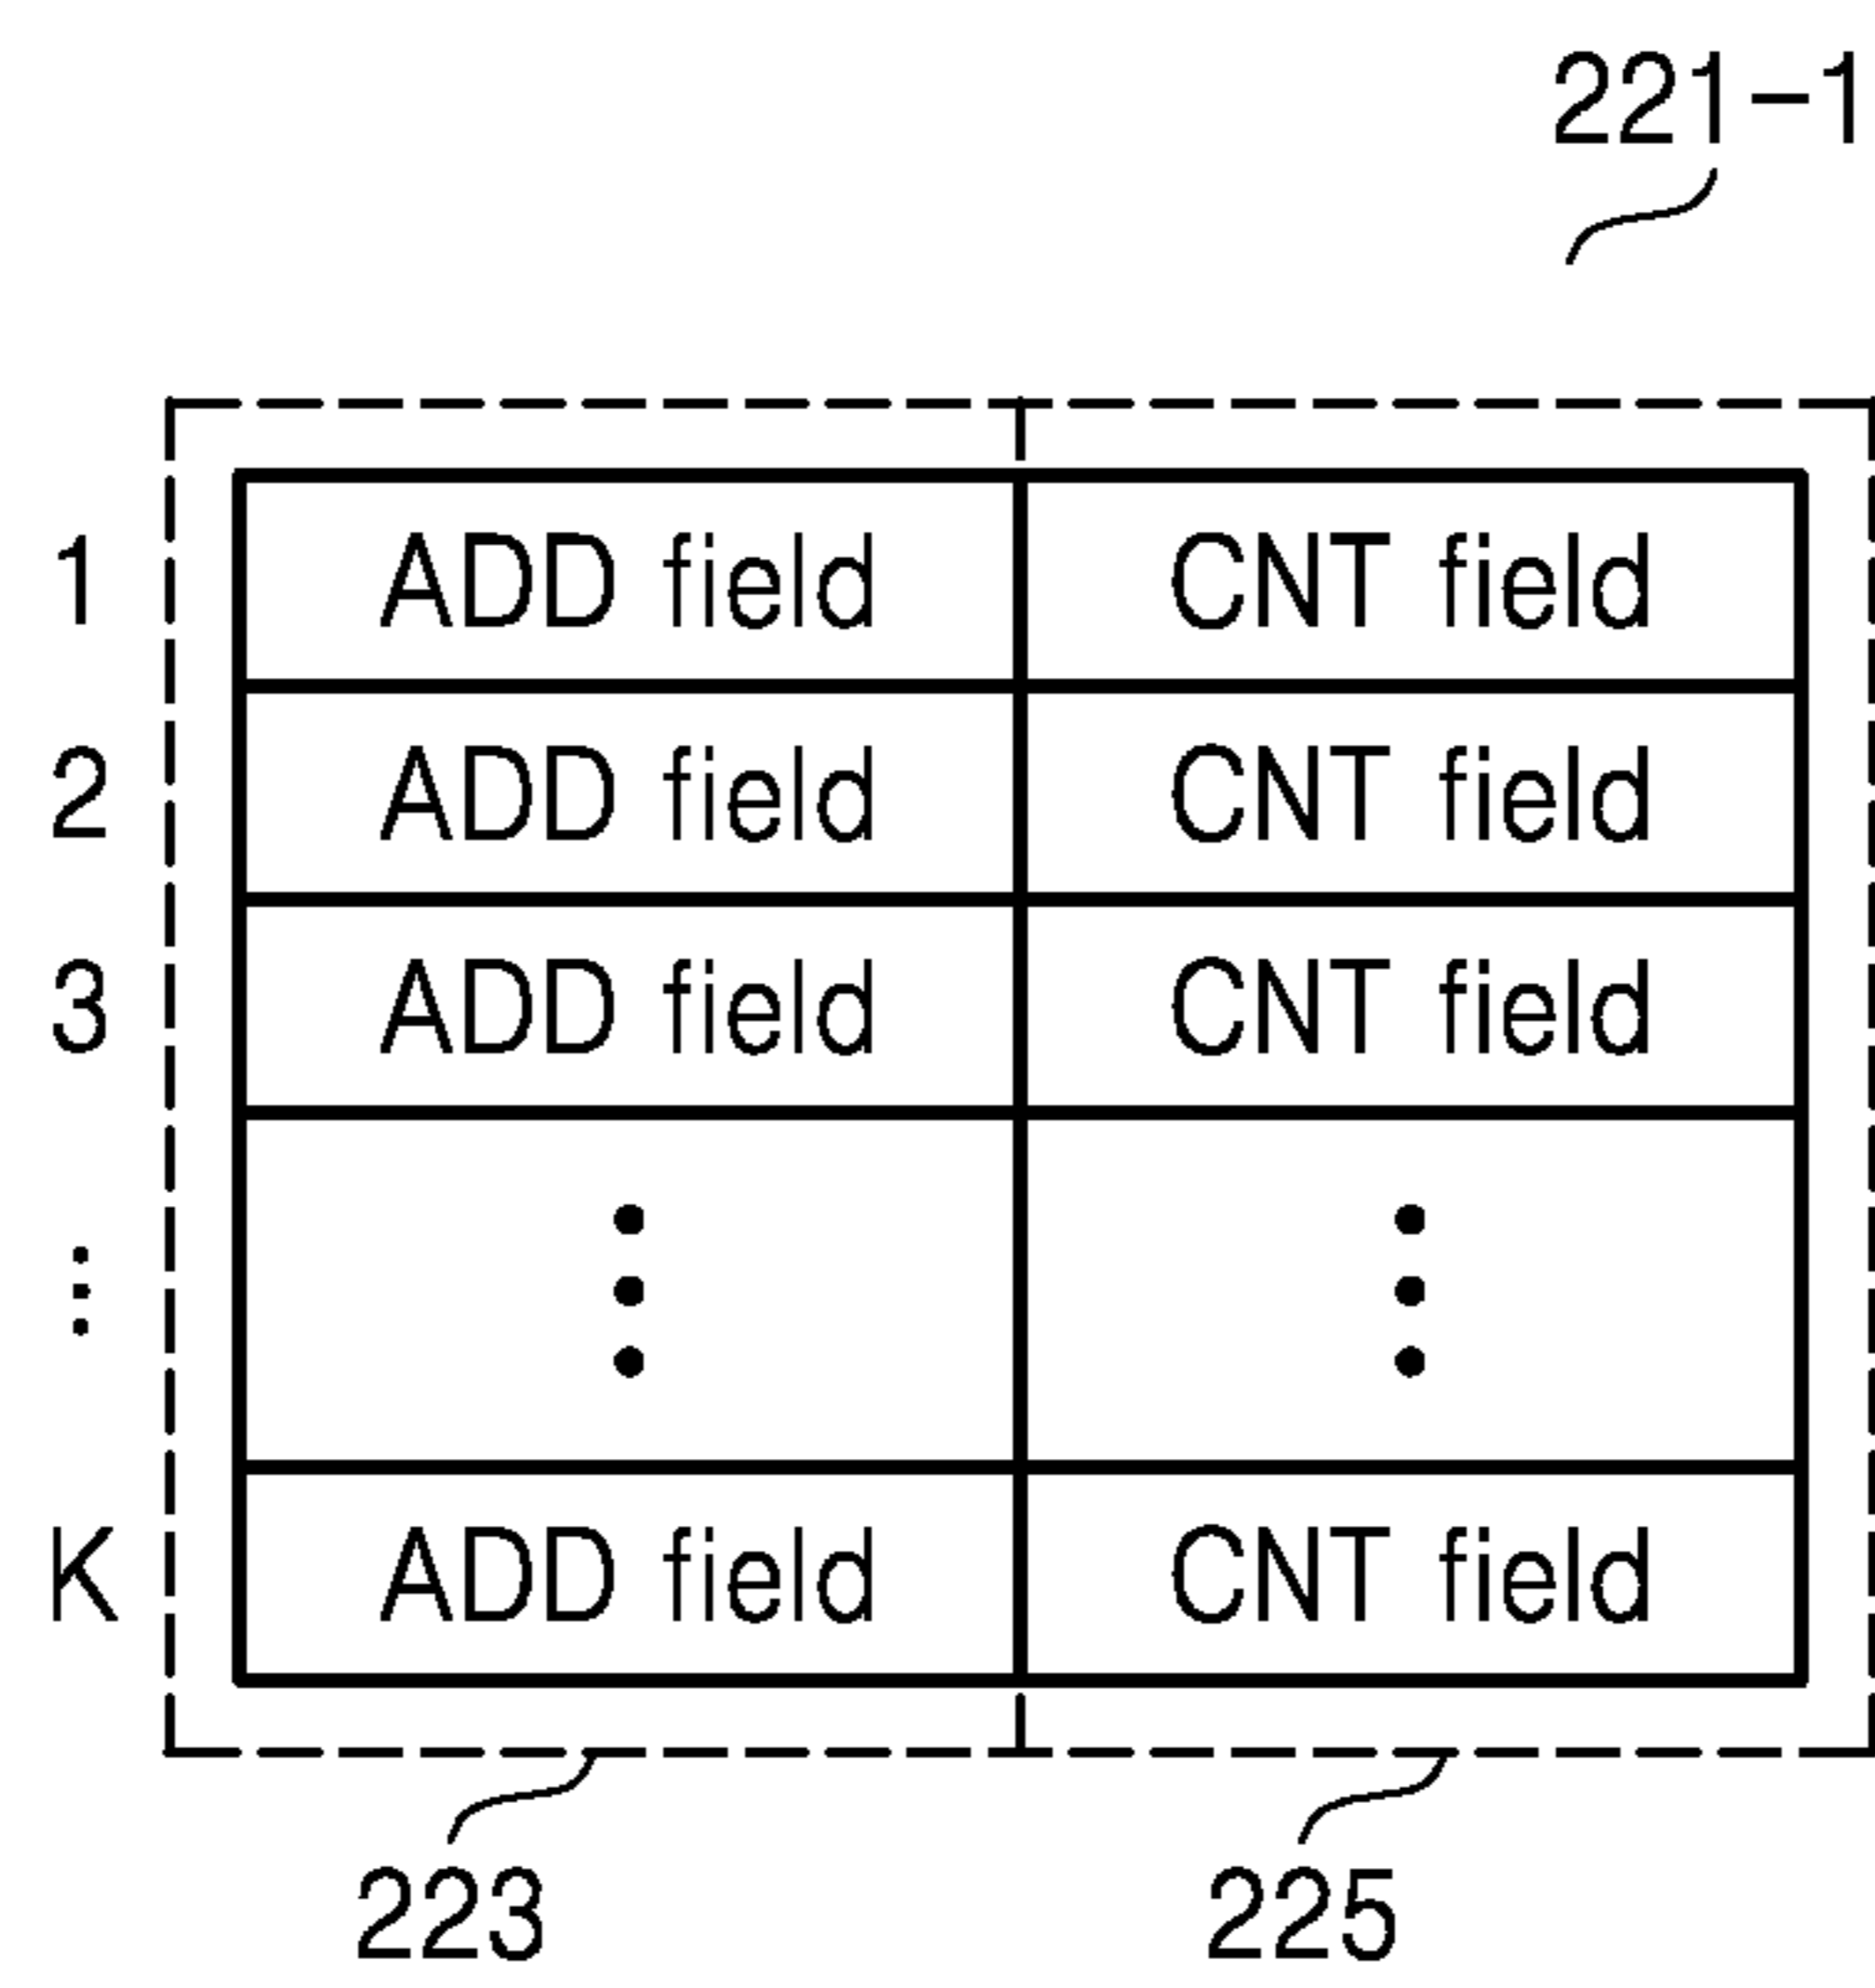 221-1
1 ADD field CNT field
2 ADD field CNT field
3 ADD field CNT field
K ADD field CNT field
223 225